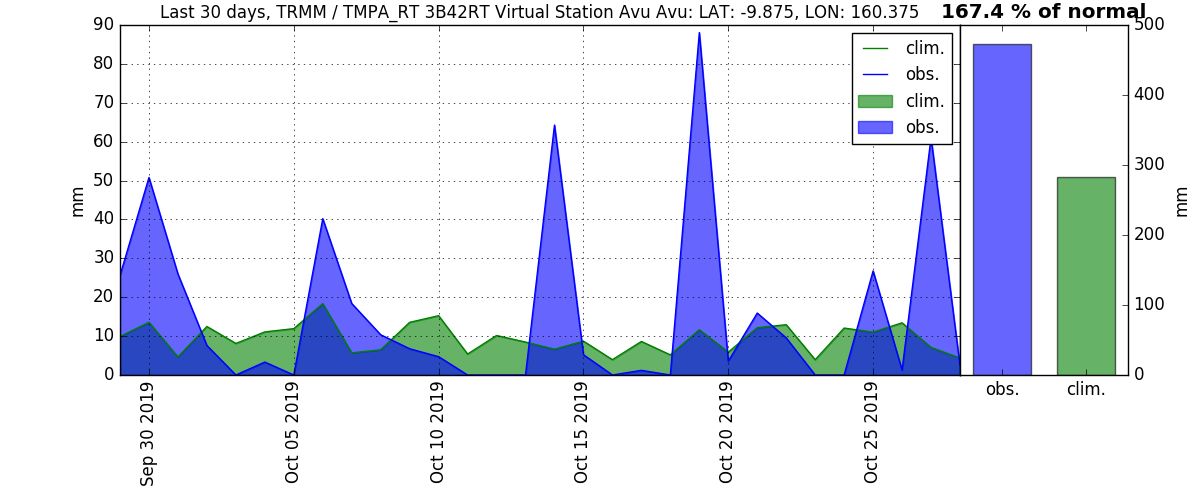 Last 30 days, TRMM / TMPA_RT 3B42RT Virtual Station Avu Avu: LAT: -9.875, LON: 160.375
167.4 % of normal
90
80
70
60
50
40
30
20
10
0
mm
clim.
obs.
clim.
obs.
500
400
300
200
100
0
mm
Sep 30 2019
Oct 05 2019
Oct 10 2019
Oct 15 2019
Oct 20 2019
Oct 25 2019
obs.
clim.